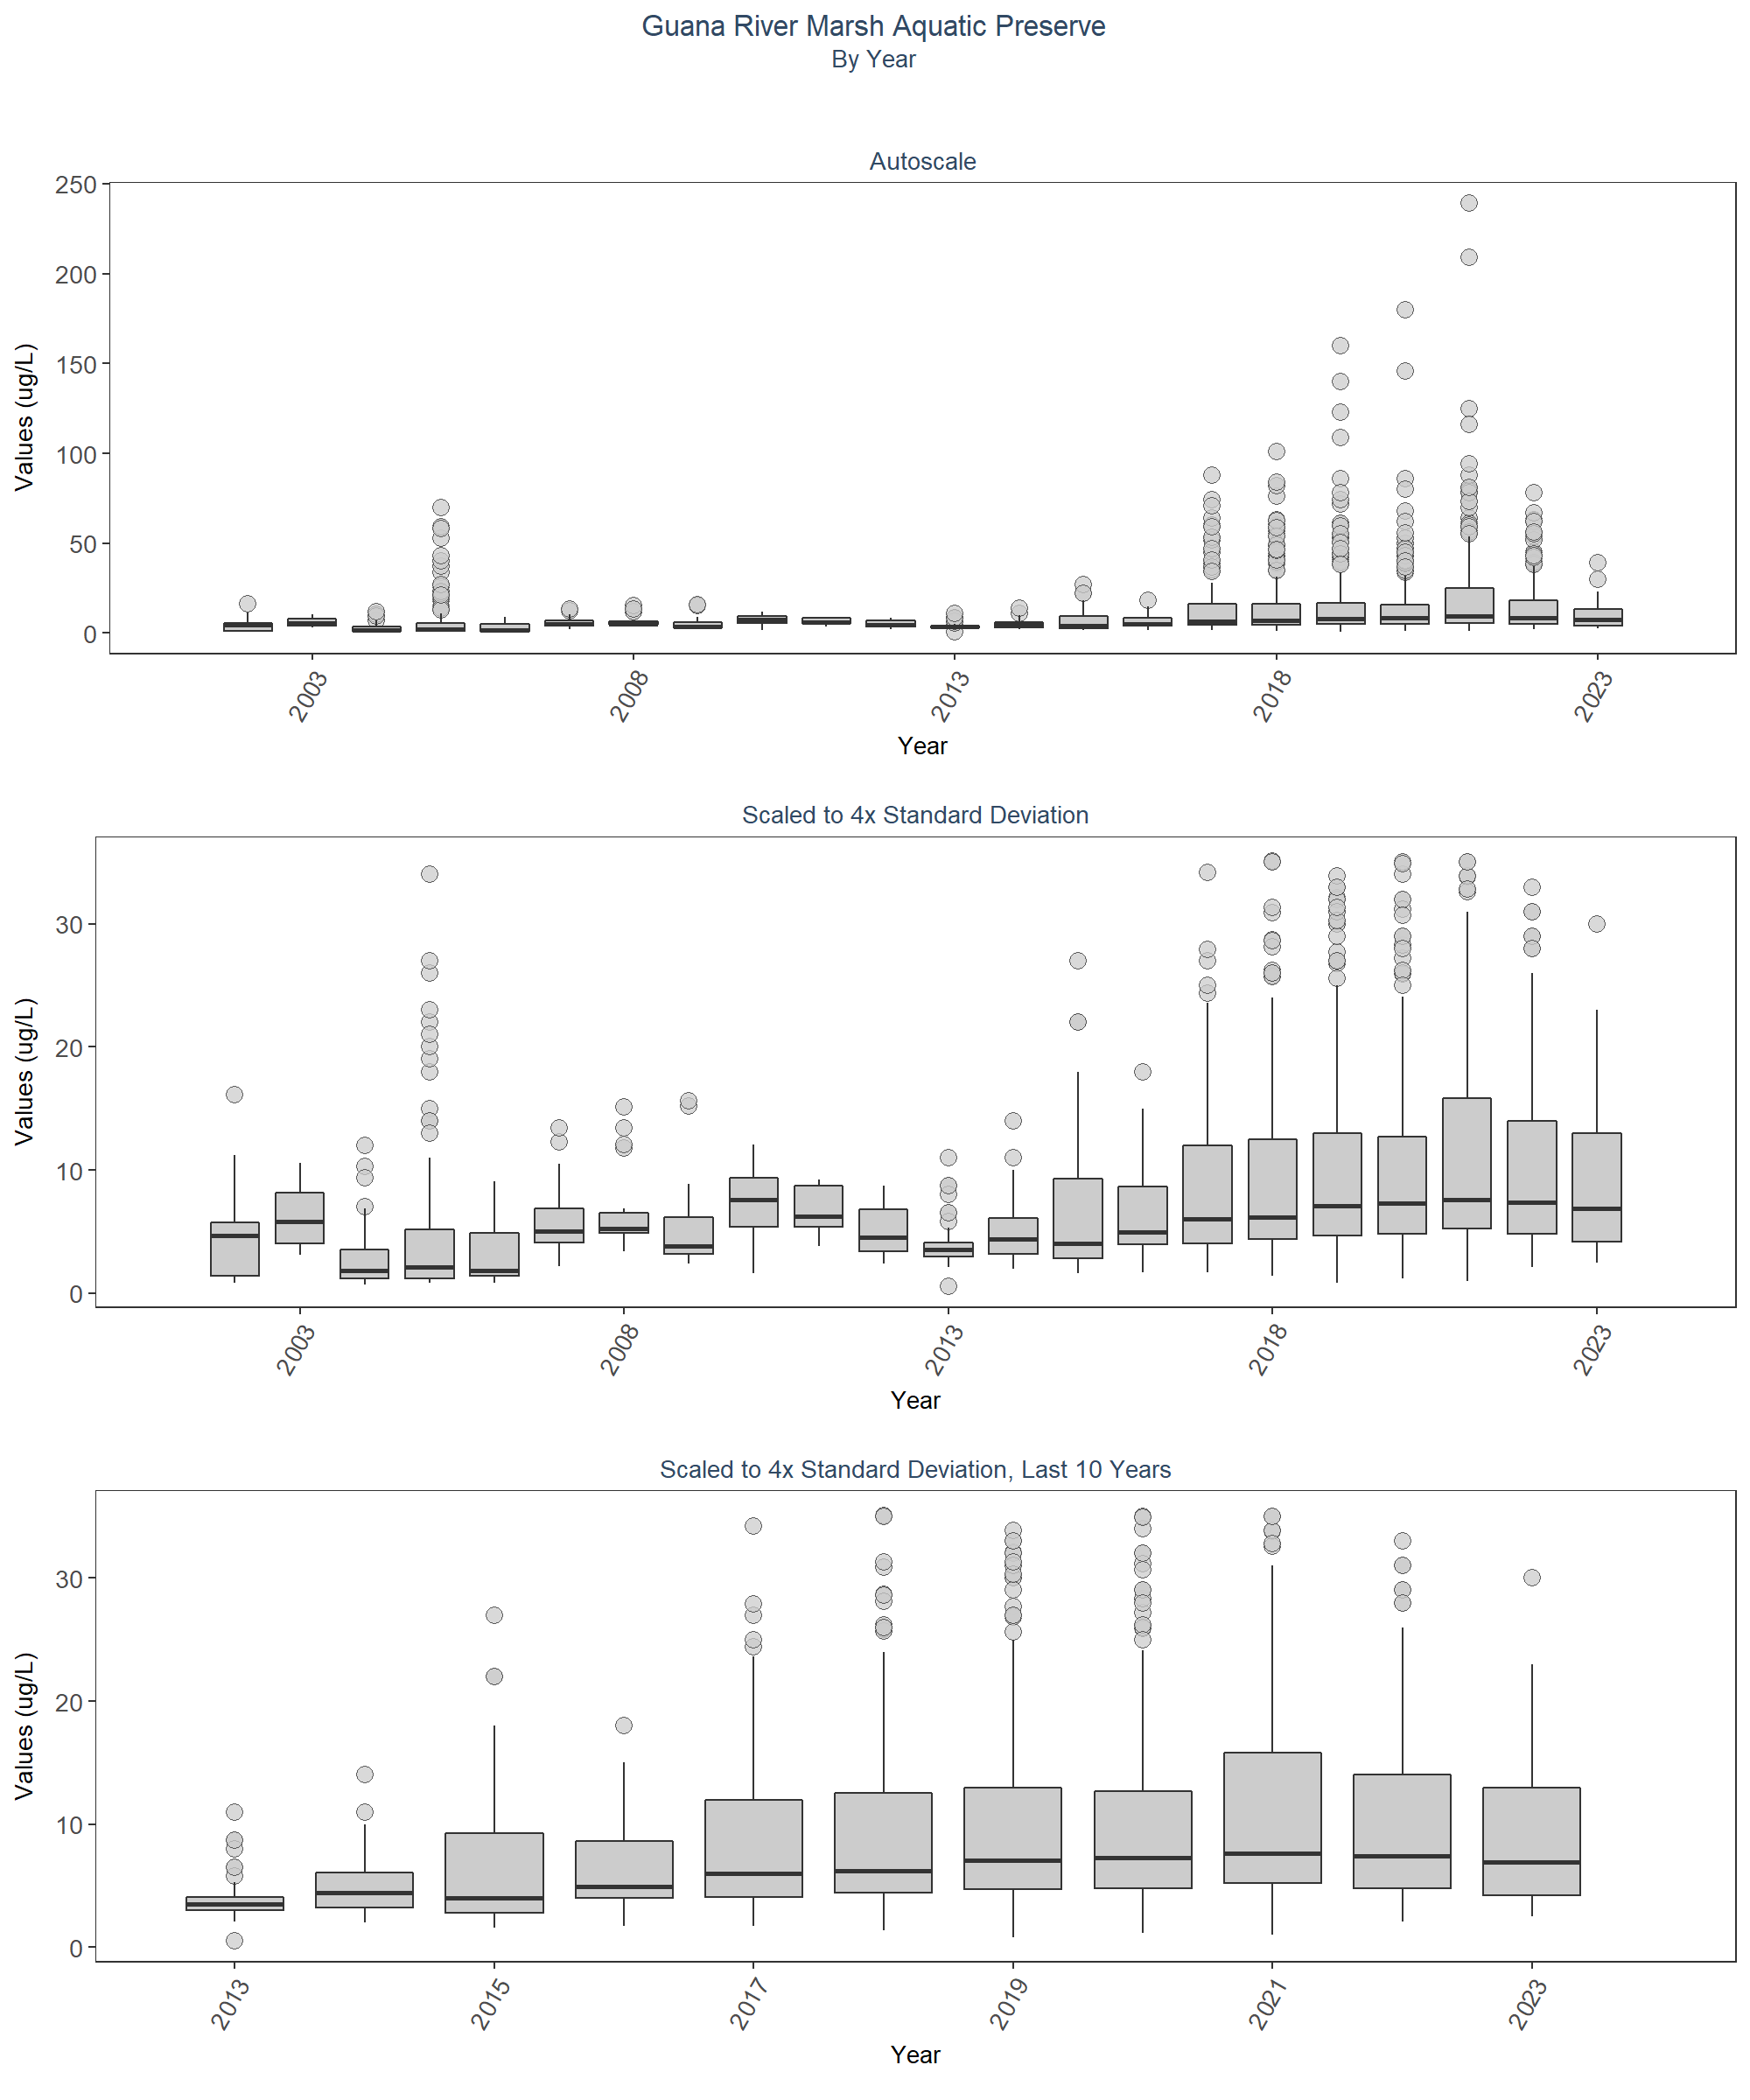 Guana River Marsh Aquatic Preserve
By Year
Autoscale
250
200
150
100
50
0
Values (ug/L)
2003 2008 2013 2018 2023
Year
Scaled to 4x Standard Deviation
30
20
10
0
Values (ug/L)
2003 2008 2013 2018 2023
Year
Scaled to 4x Standard Deviation, Last 10 Years
30
20
10
0
Values (ug/L)
2013 2015 2017 2019 2021 2023
Year